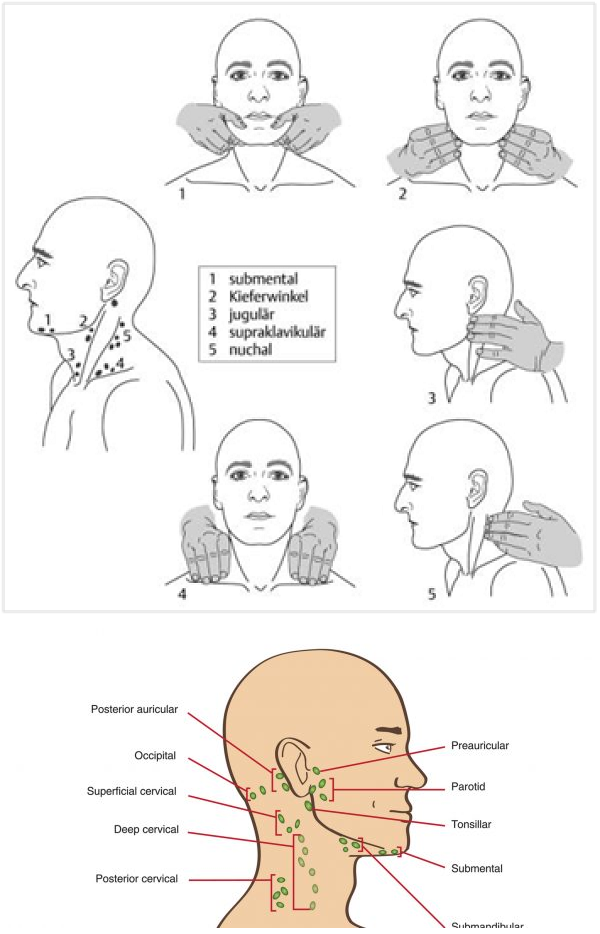 1
2
1
2
3
4
5
1 submental
2 Kieferwinkel
3 jugulär
4 supraklavikulär
5 nuchal
3
4
5
Posterior auricular
Preauricular
Occipital
Parotid
Superficial cervical
Tonsillar
Deep cervical
Submental
Posterior cervical
Submandibular